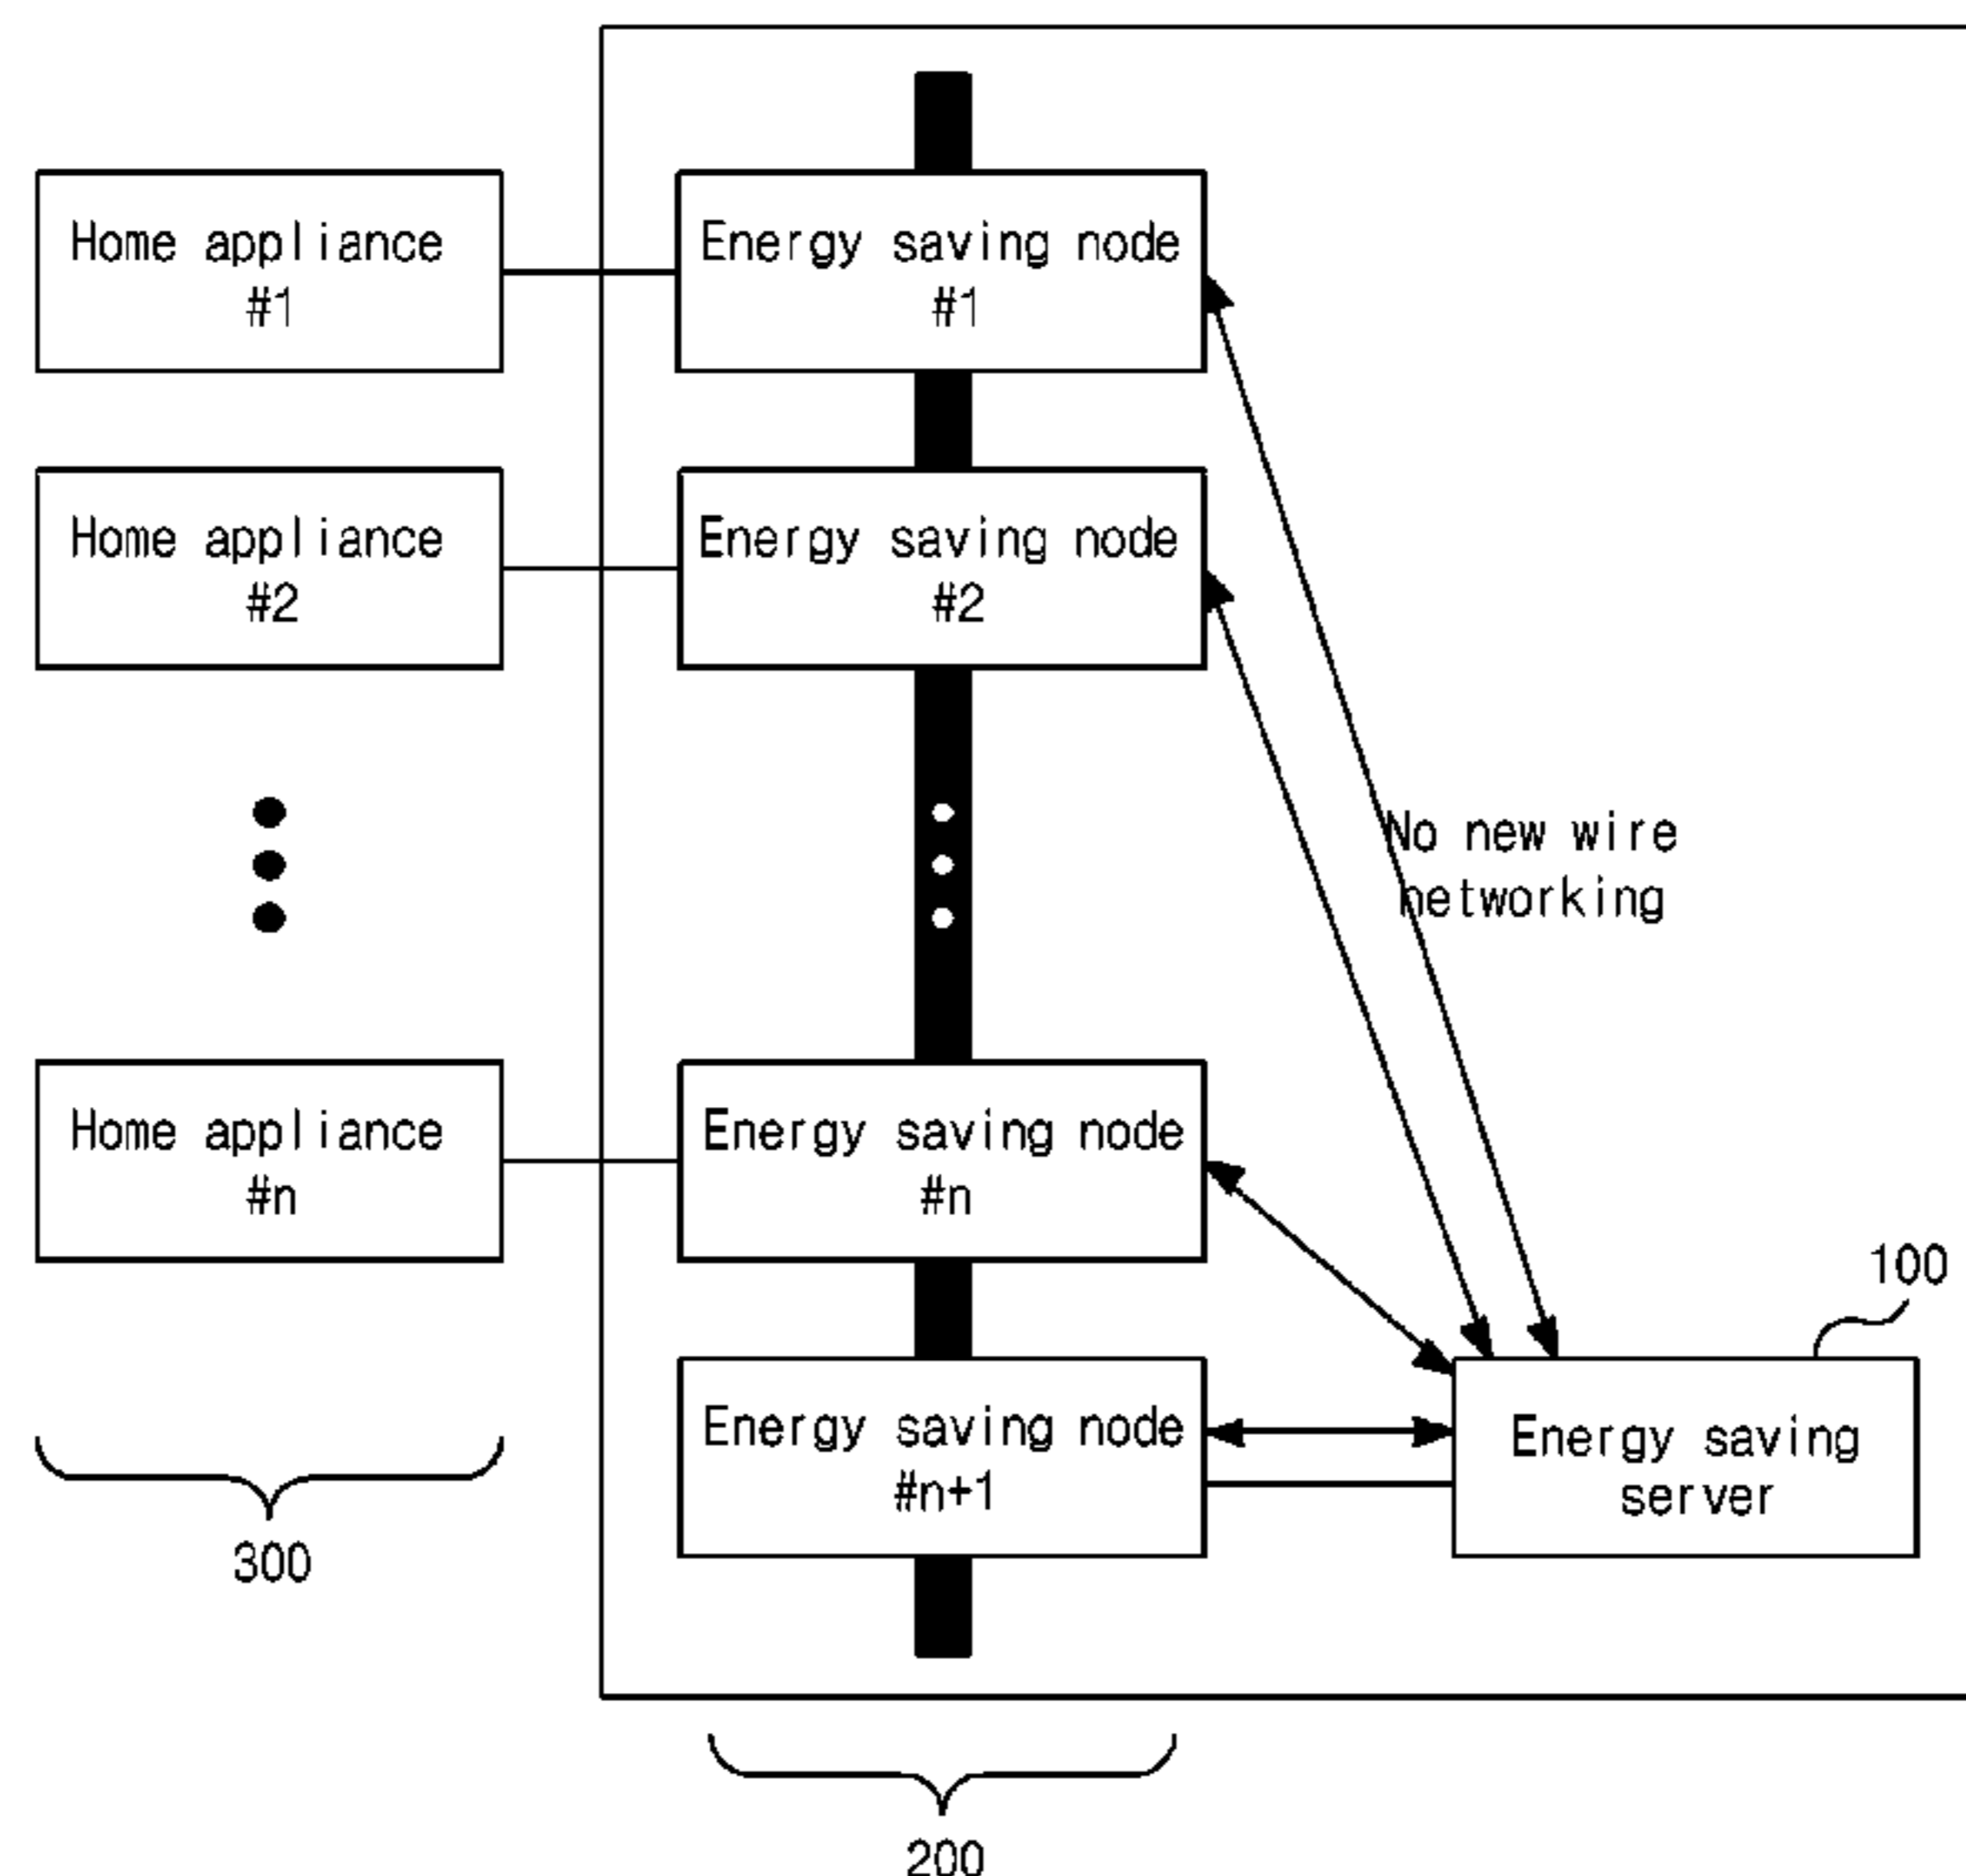 Home appliance
#1
Energy saving node
#1
Home appliance
#2
Energy saving node
#2
No new wire
networking
Home appliance
#n
Energy saving node
#n
100
Energy saving node
#n+1
Energy saving
server
300
200